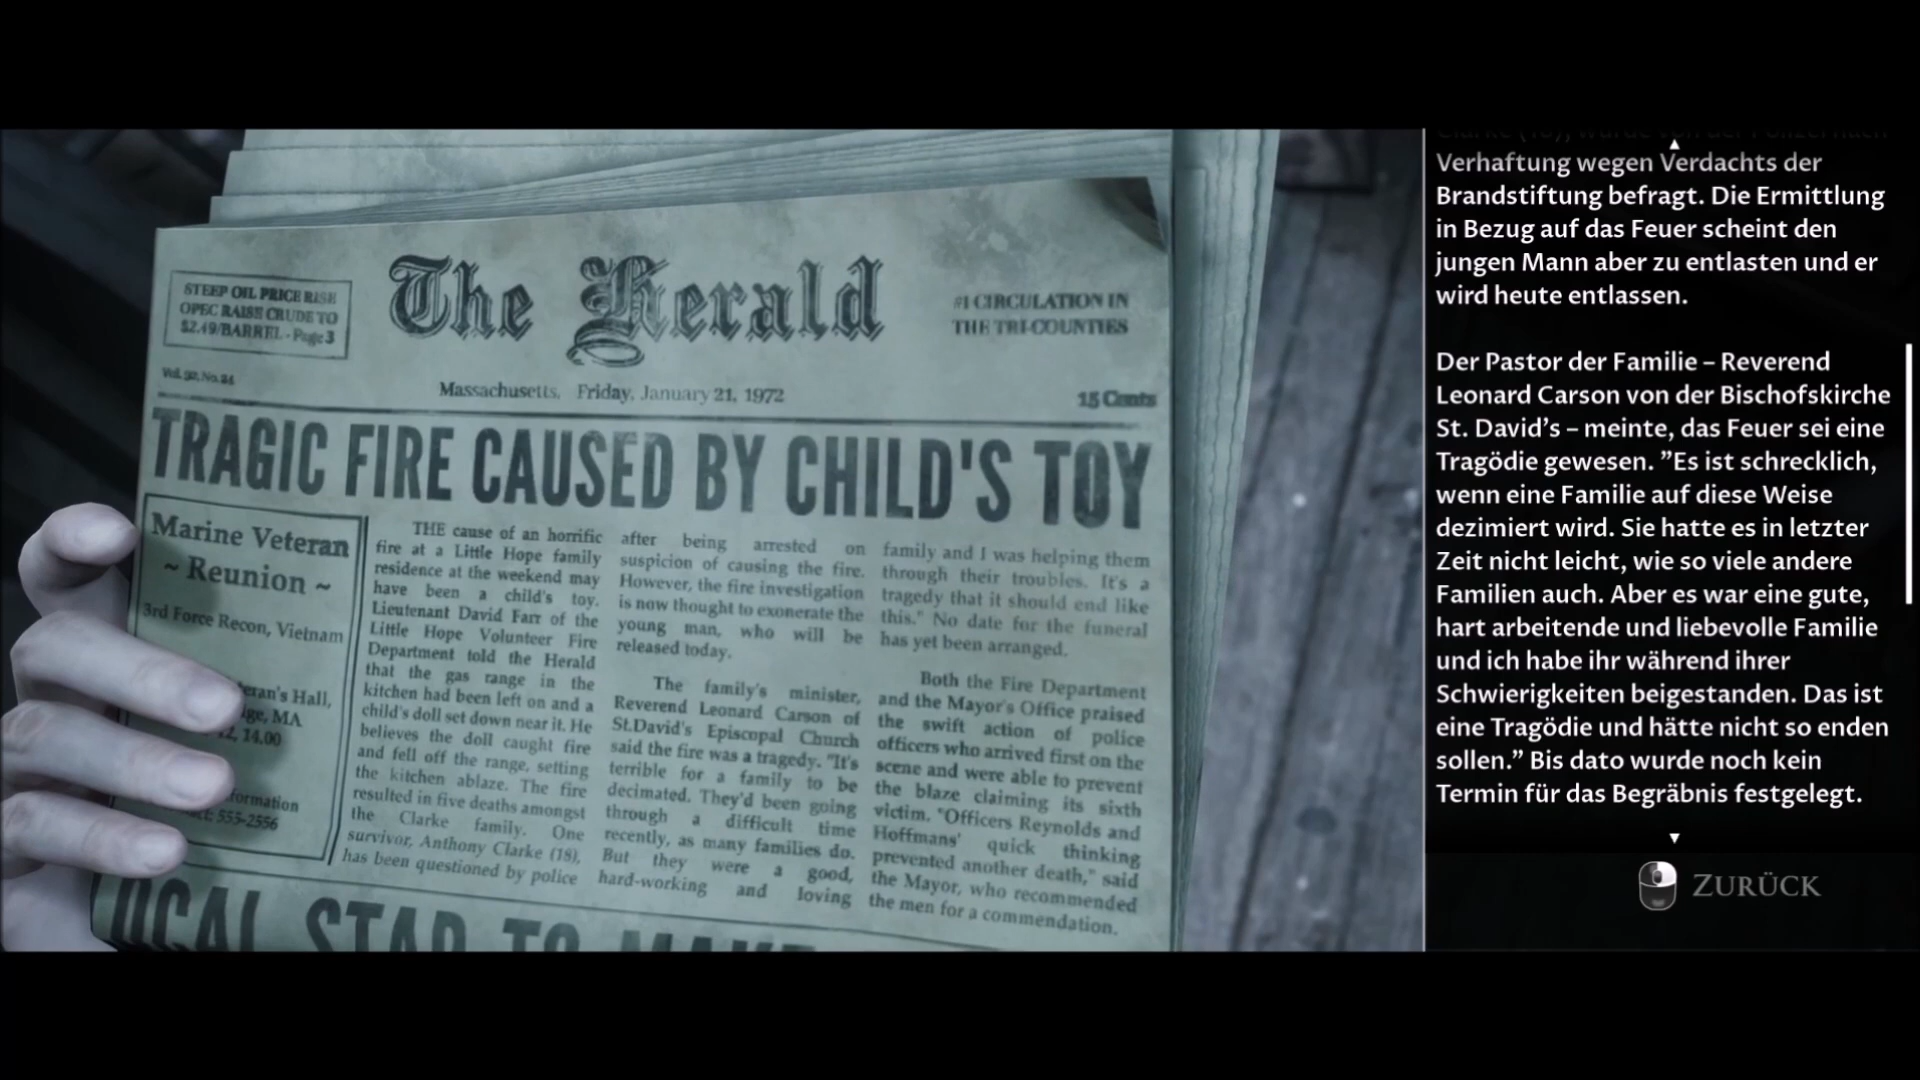 STEEP OIL PRICE RISE
OPEC RAISE CRUDE TO
$2.49/BARREL - Page 3
The Herald
#1 CIRCULATION IN
THE TRI-COUNTIES
Massachusetts, Friday, January 21, 1972
15 Cents
TRAGIC FIRE CAUSED BY CHILD'S TOY
Marine Veteran
~ Reunion ~
3rd Force Recon, Vietnam
Hall,
MA
14.00
555-2556
THE cause of an horrific
fire at a Little Hope family
residence at the weekend may
have been a child's toy.
Lieutenant David Farr of the
Little Hope Volunteer Fire
Department told the Herald
that the gas range in the
kitchen had been left on and a
child's doll set down near it. He
believes the doll caught fire
and fell off the range, setting
the kitchen ablaze. The fire
resulted in five deaths amongst
the Clarke family. One
survivor, Anthony Clarke (18),
has been questioned by police
after being arrested on
suspicion of causing the fire.
However, the fire investigation
is now thought to exonerate the
young man, who will be
released today.
The family's minister,
Reverend Leonard Carson of
St.David's Episcopal Church
said the fire was a tragedy. "It's
terrible for a family to be
decimated. They'd been going
through a difficult time
recently, as many families do.
But they were a good,
hard-working and loving
family and I was helping them
through their troubles. It's a
tragedy that it should end like
this." No date for the funeral
has yet been arranged.
Both the Fire Department
and the Mayor's Office praised
the swift action of police
officers who arrived first on the
scene and were able to prevent
the blaze claiming its sixth
victim. "Officers Reynolds and
Hoffmans' quick thinking
prevented another death," said
the Mayor, who recommended
the men for a commendation.
STAR TO
Verhaftung wegen Verdachts der
Brandstiftung befragt. Die Ermittlung
in Bezug auf das Feuer scheint den
jungen Mann aber zu entlasten und er
wird heute entlassen.
Der Pastor der Familie – Reverend
Leonard Carson von der Bischofskirche
St. David's – meinte, das Feuer sei eine
Tragödie gewesen. ”Es ist schrecklich,
wenn eine Familie auf diese Weise
dezimiert wird. Sie hatte es in letzter
Zeit nicht leicht, wie so viele andere
Familien auch. Aber es war eine gute,
hart arbeitende und liebevolle Familie
und ich habe ihr während ihrer
Schwierigkeiten beigestanden. Das ist
eine Tragödie und hätte nicht so enden
sollen.” Bis dato wurde noch kein
Termin für das Begräbnis festgelegt.
ZURÜCK